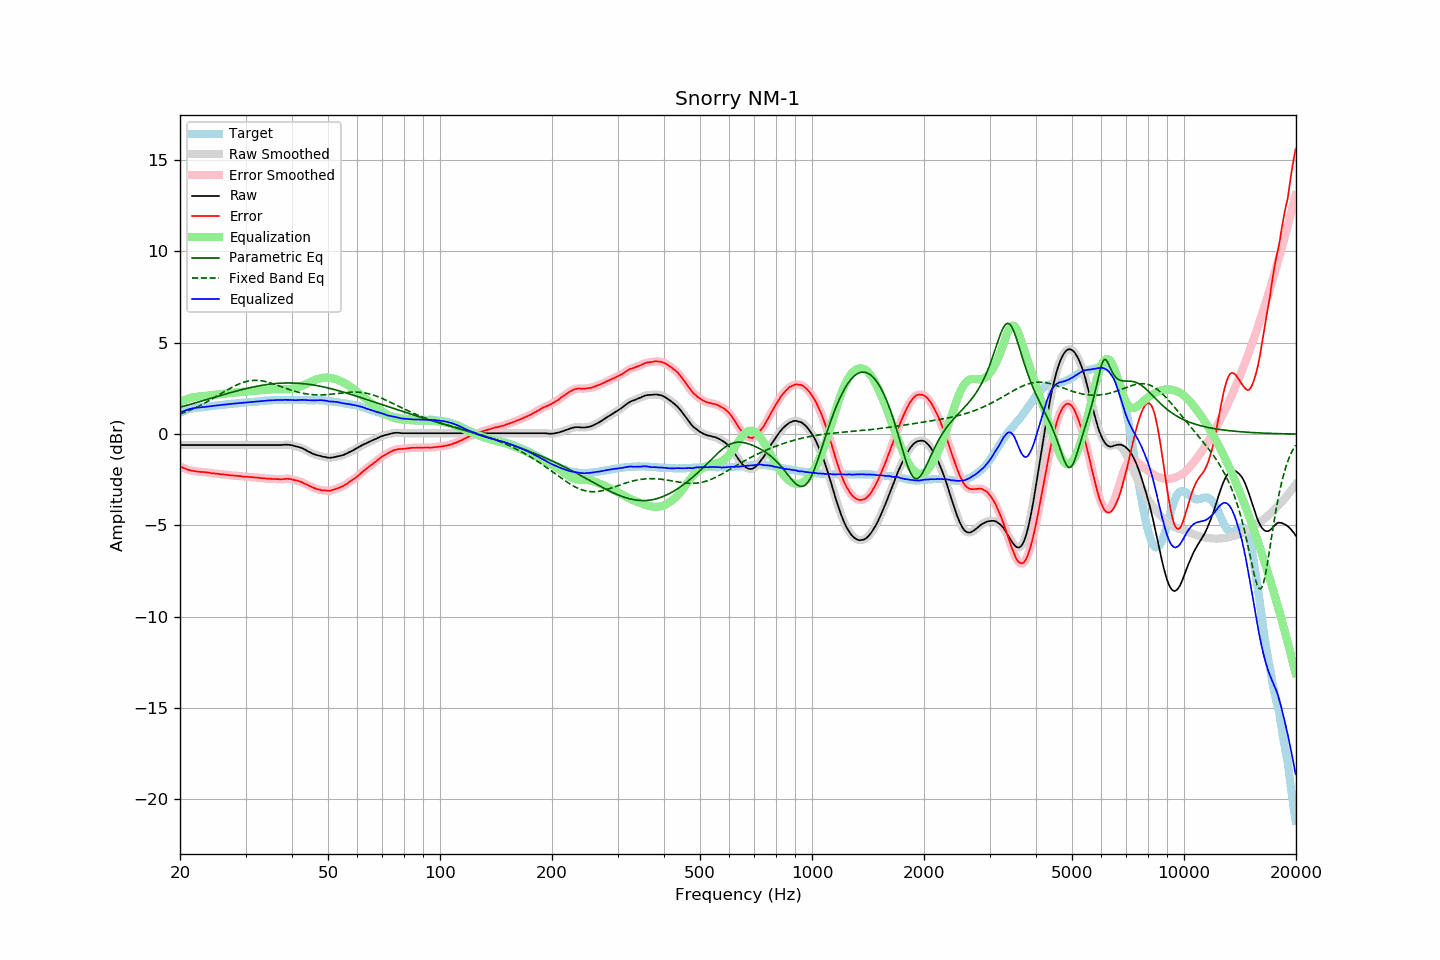 Snorry NM-1
Target
Raw Smoothed
Error Smoothed
Raw
Error
Equalization
Parametric Eq
Fixed Band Eq
Equalized
Amplitude (dBr)
15
10
5
0
−5
−10
−15
−20
20 50 100 200 500 1000 2000 5000 10000 20000
Frequency (Hz)